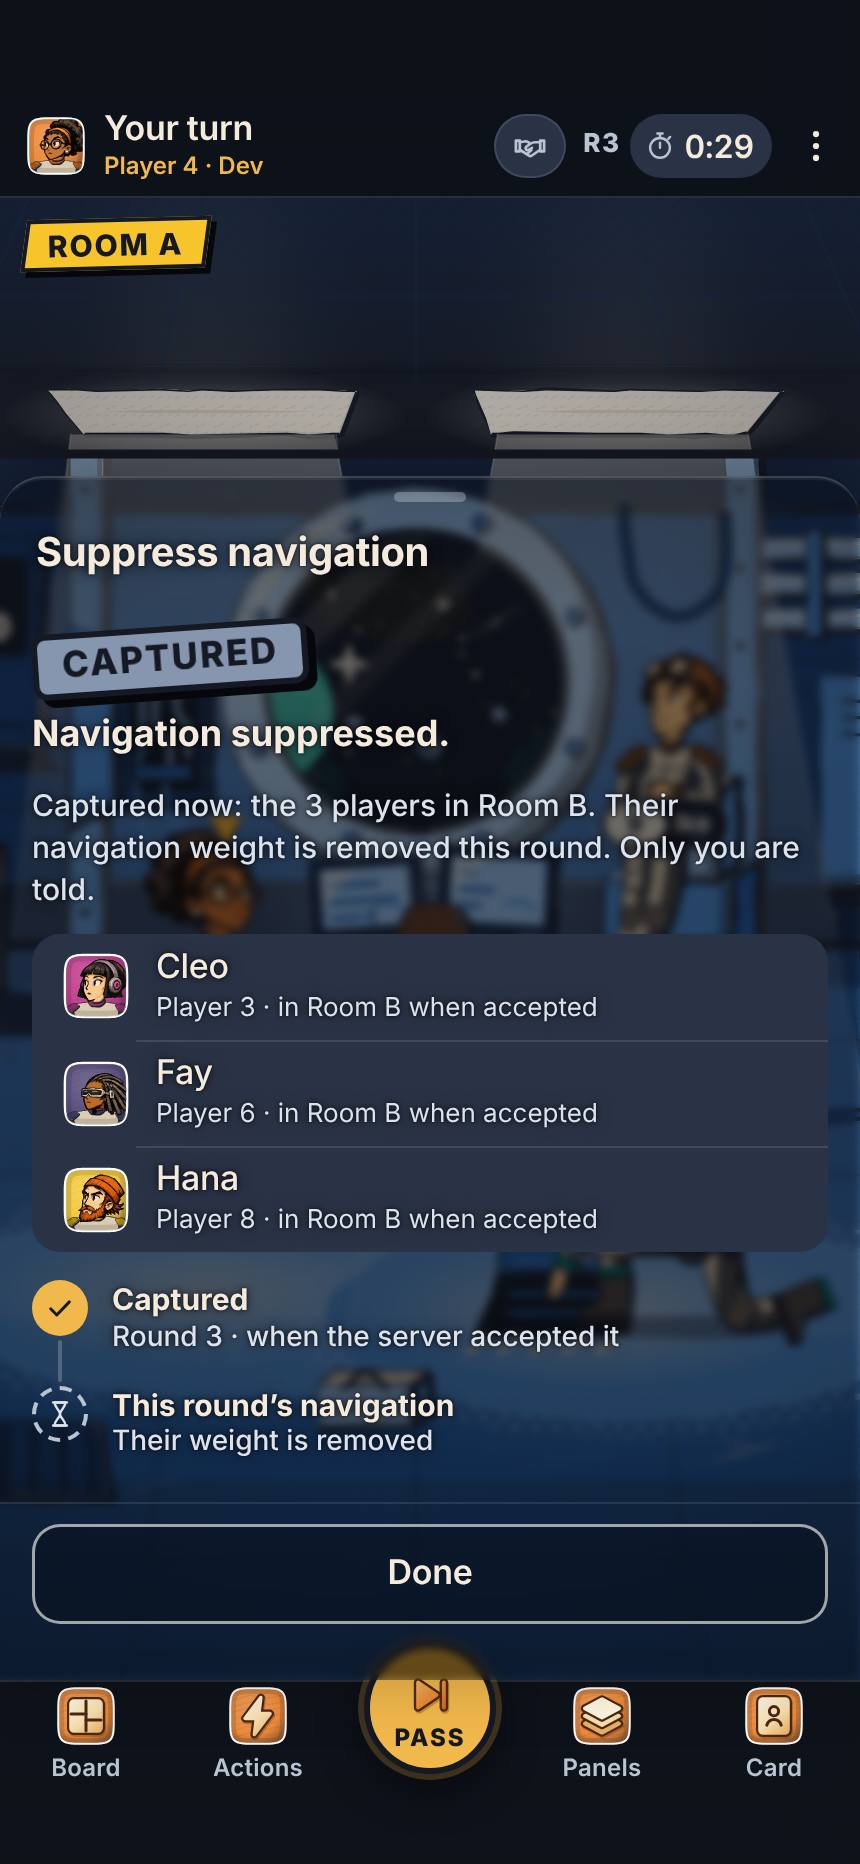 Your turn
Player 4 · Dev
R3
0:29
ROOM A
Suppress navigation
CAPTURED
Navigation suppressed.
Captured now: the 3 players in Room B. Their
navigation weight is removed this round. Only you are
told.
Cleo
Player 3 · in Room B when accepted
Fay
Player 6 · in Room B when accepted
Hana
Player 8 · in Room B when accepted
Captured
Round 3 · when the server accepted it
This round’s navigation
Their weight is removed
Done
PASS
Board
Actions
Panels
Card